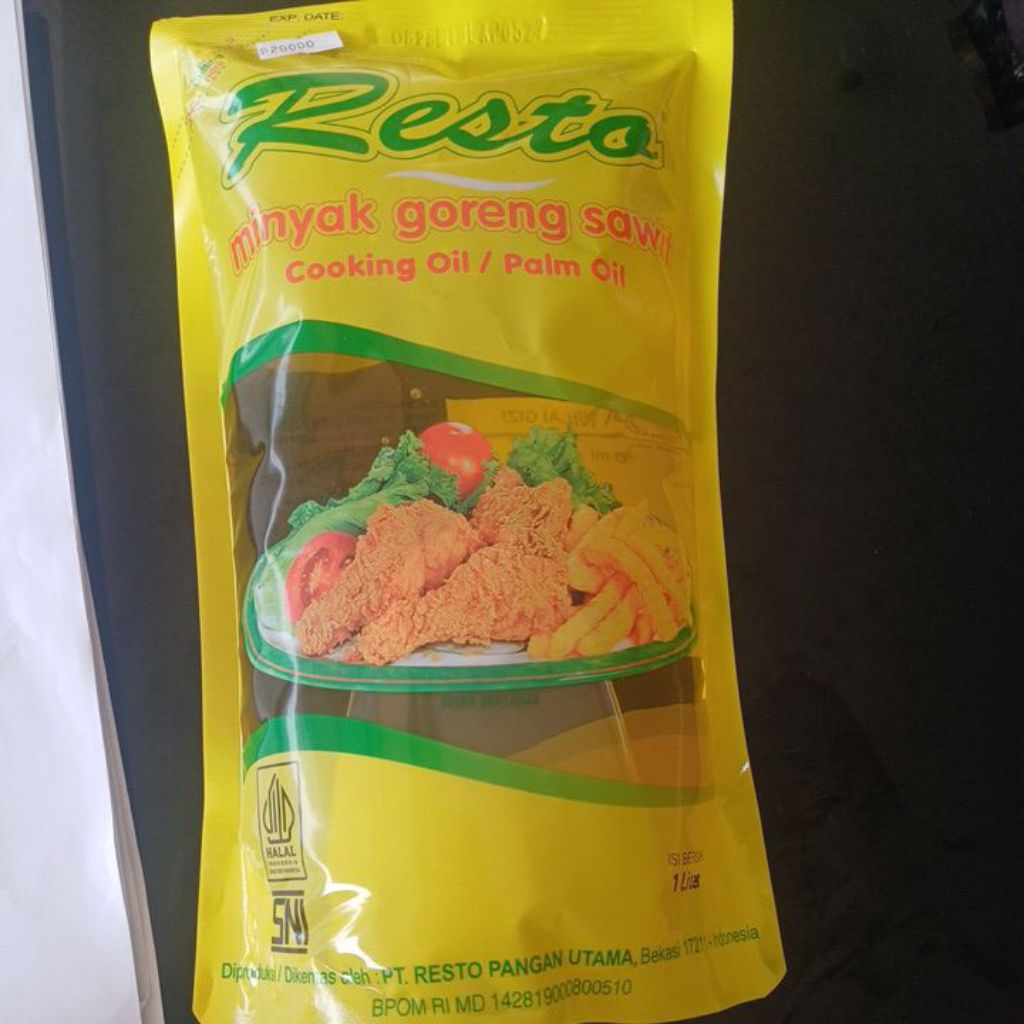 EXP. DATE:
Resto
minyak goreng sawit
Cooking Oil / Palm Oil
HALAL
INDONESIA
SNI
ISI BERSIH
1 Liter
Diproduksi / Dikemas oleh : PT. RESTO PANGAN UTAMA, Bekasi 17211 - Indonesia
BPOM RI MD 142819000800510